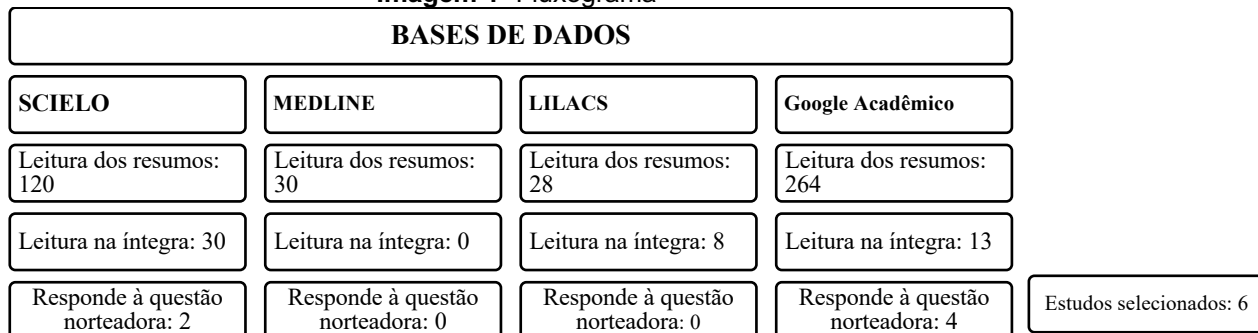 BASES DE DADOS
SCIELO
MEDLINE
LILACS
Google Acadêmico
Leitura dos resumos:
120
Leitura dos resumos:
30
Leitura dos resumos:
28
Leitura dos resumos:
264
Leitura na íntegra: 30
Leitura na íntegra: 0
Leitura na íntegra: 8
Leitura na íntegra: 13
Responde à questão
norteadora: 2
Responde à questão
norteadora: 0
Responde à questão
norteadora: 0
Responde à questão
norteadora: 4
Estudos selecionados: 6